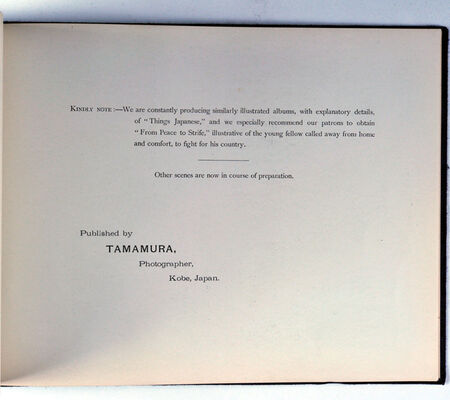 KINDLY NOTE:—We are constantly producing similarly illustrated albums, with explanatory details,
of "Things Japanese," and we especially recommend our patrons to obtain
"From Peace to Strife," illustrative of the young fellow called away from home
and comfort, to fight for his country.
Other scenes are now in course of preparation.
Published by
TAMAMURA,
Photographer,
Kobe, Japan.